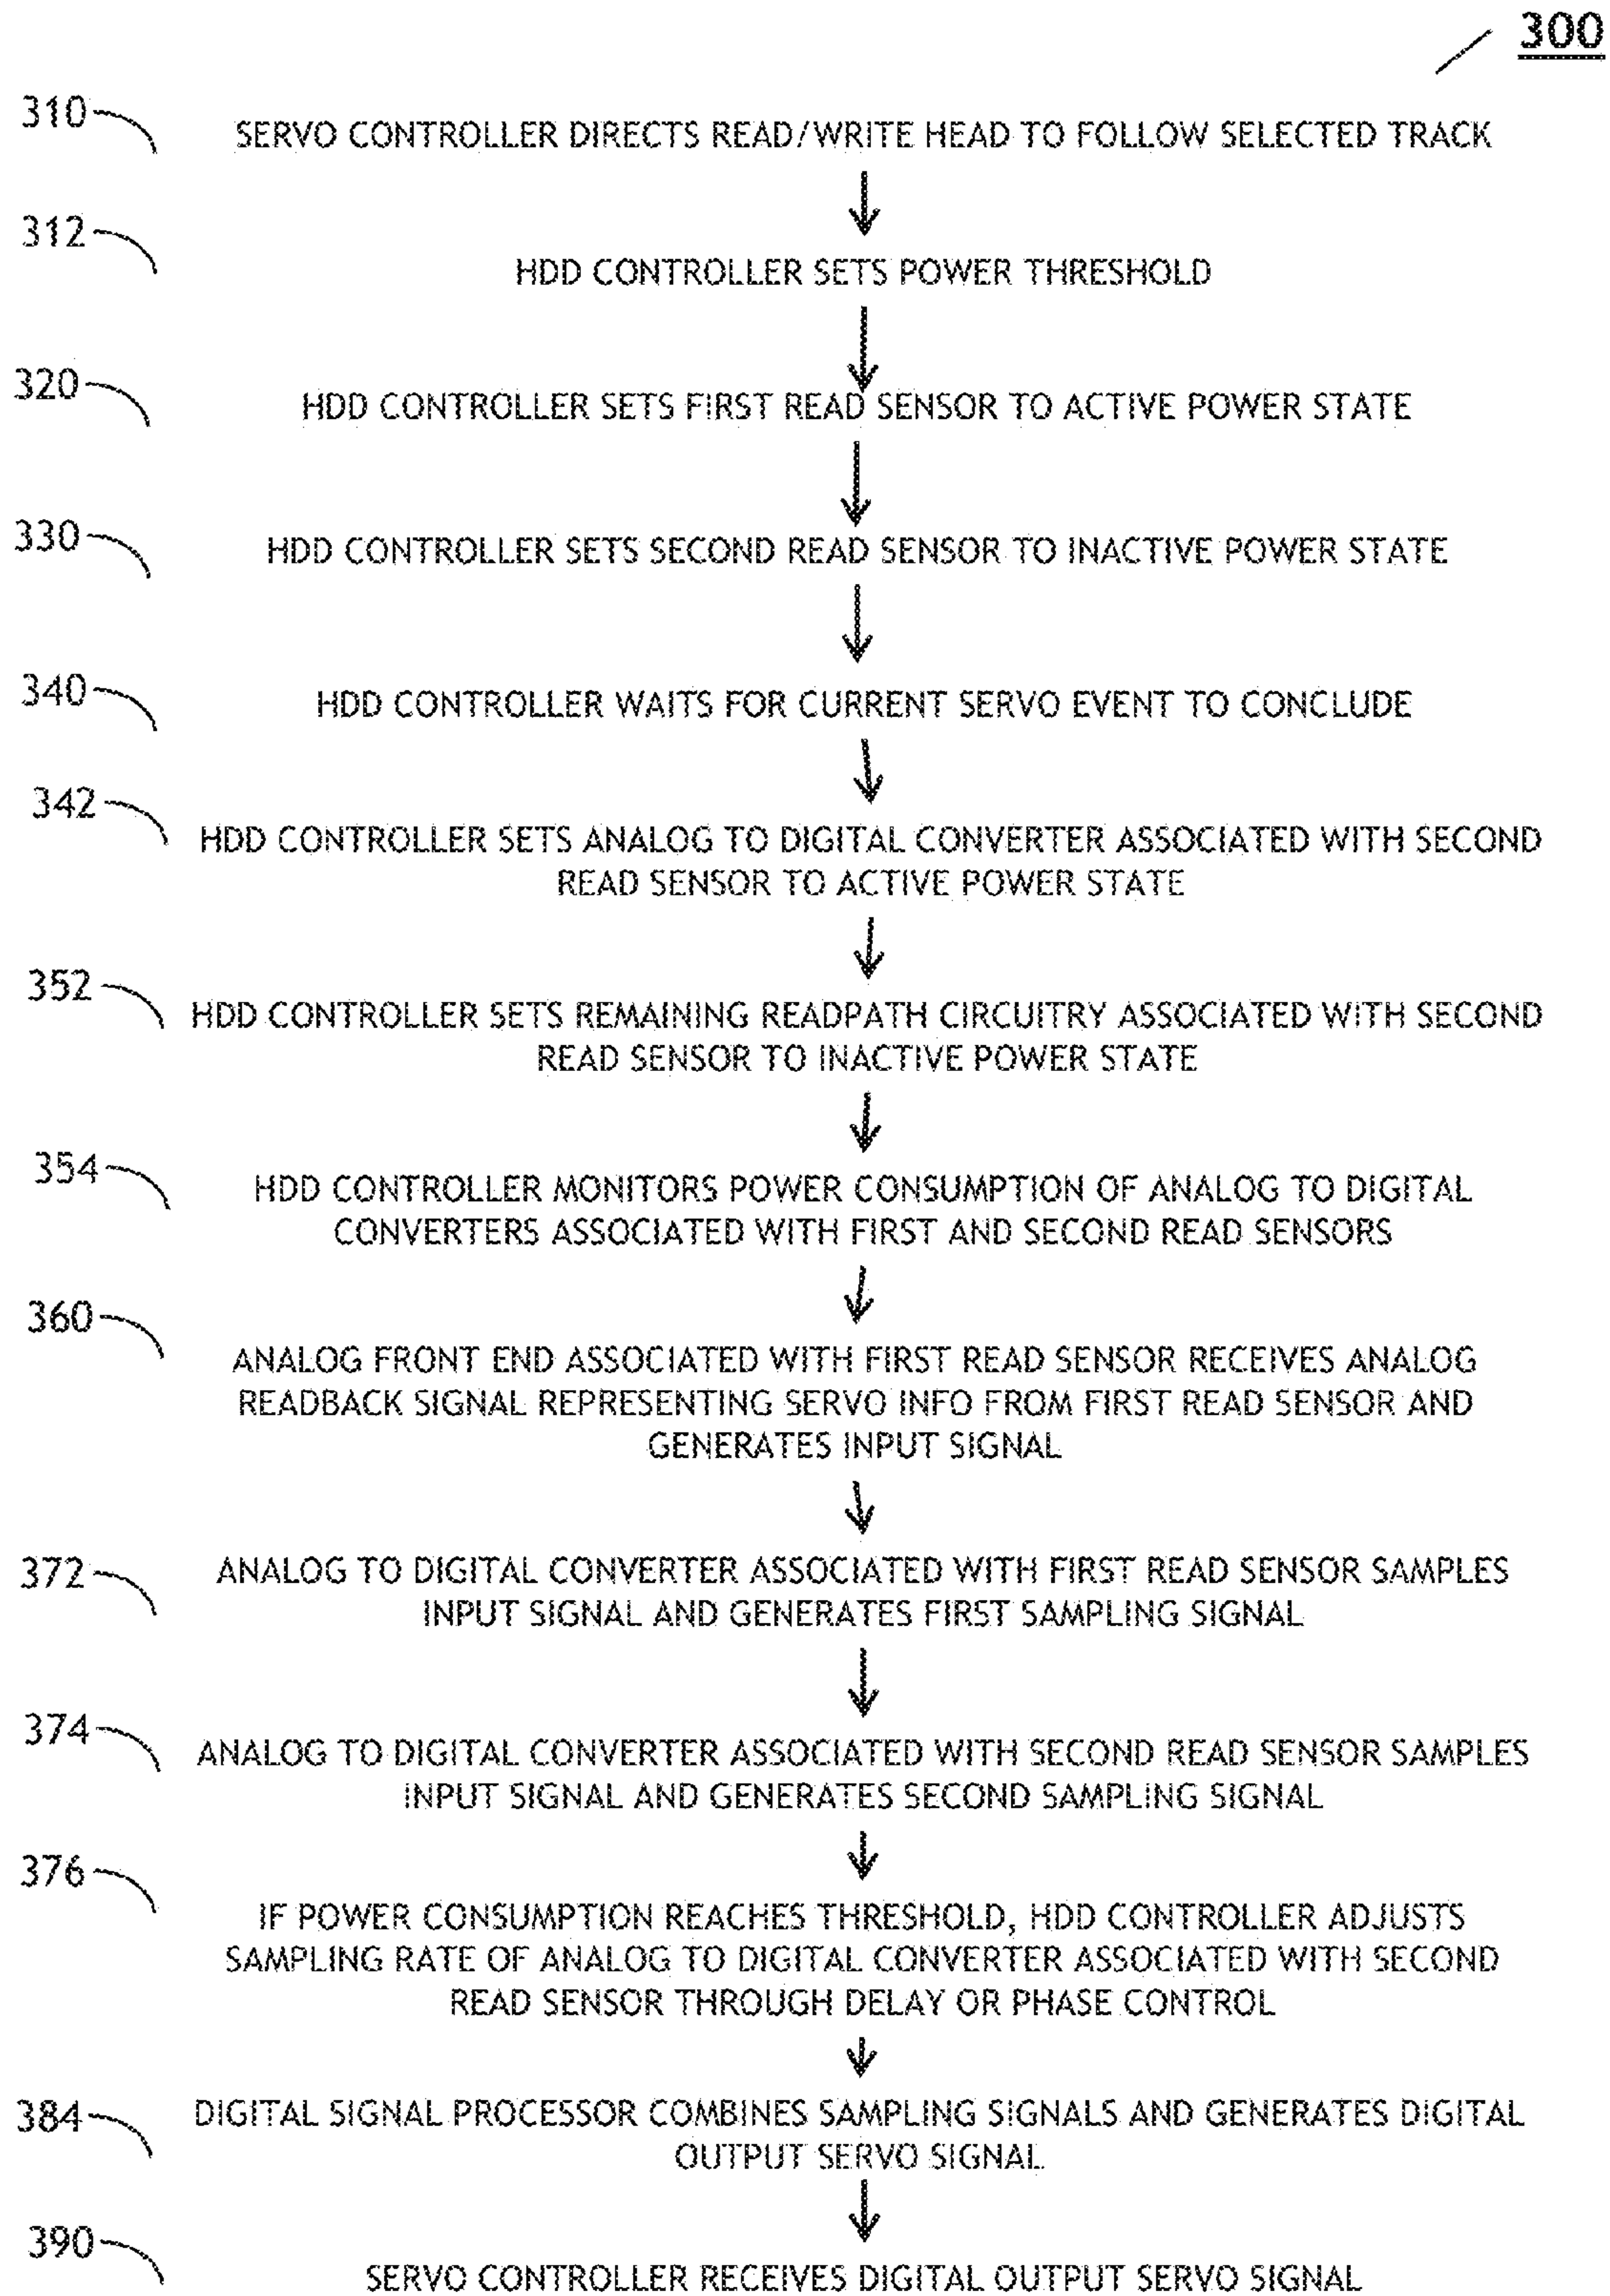 300
310
SERVO CONTROLLER DIRECTS READ/WRITE HEAD TO FOLLOW SELECTED TRACK
312
HDD CONTROLLER SETS POWER THRESHOLD
320
HDD CONTROLLER SETS FIRST READ SENSOR TO ACTIVE POWER STATE
330
HDD CONTROLLER SETS SECOND READ SENSOR TO INACTIVE POWER STATE
340
HDD CONTROLLER WAITS FOR CURRENT SERVO EVENT TO CONCLUDE
342
HDD CONTROLLER SETS ANALOG TO DIGITAL CONVERTER ASSOCIATED WITH SECOND
READ SENSOR TO ACTIVE POWER STATE
352
HDD CONTROLLER SETS REMAINING READPATH CIRCUITRY ASSOCIATED WITH SECOND
READ SENSOR TO INACTIVE POWER STATE
354
HDD CONTROLLER MONITORS POWER CONSUMPTION OF ANALOG TO DIGITAL
CONVERTERS ASSOCIATED WITH FIRST AND SECOND READ SENSORS
360
ANALOG FRONT END ASSOCIATED WITH FIRST READ SENSOR RECEIVES ANALOG
READBACK SIGNAL REPRESENTING SERVO INFO FROM FIRST READ SENSOR AND
GENERATES INPUT SIGNAL
372
ANALOG TO DIGITAL CONVERTER ASSOCIATED WITH FIRST READ SENSOR SAMPLES
INPUT SIGNAL AND GENERATES FIRST SAMPLING SIGNAL
374
ANALOG TO DIGITAL CONVERTER ASSOCIATED WITH SECOND READ SENSOR SAMPLES
INPUT SIGNAL AND GENERATES SECOND SAMPLING SIGNAL
376
IF POWER CONSUMPTION REACHES THRESHOLD, HDD CONTROLLER ADJUSTS
SAMPLING RATE OF ANALOG TO DIGITAL CONVERTER ASSOCIATED WITH SECOND
READ SENSOR THROUGH DELAY OR PHASE CONTROL
384
DIGITAL SIGNAL PROCESSOR COMBINES SAMPLING SIGNALS AND GENERATES DIGITAL
OUTPUT SERVO SIGNAL
390
SERVO CONTROLLER RECEIVES DIGITAL OUTPUT SERVO SIGNAL